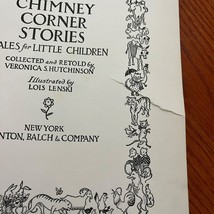 CHIMNEY
CORNER
STORIES
TALES for LITTLE CHILDREN
COLLECTED and RETOLD by
VERONICA S. HUTCHINSON
Illustrated by
LOIS LENSKI
NEW YORK
NTON, BALCH & COMPANY